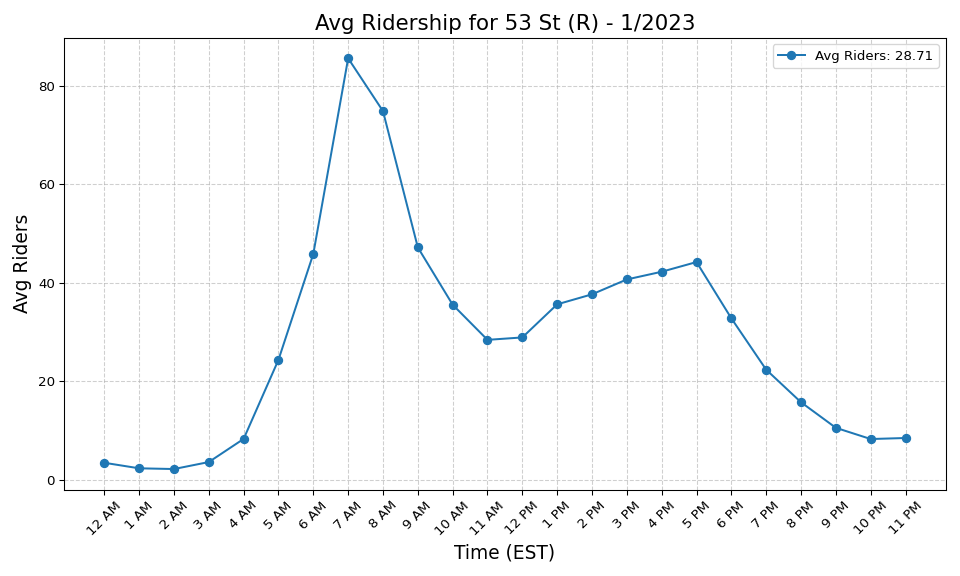 Avg Ridership for 53 St (R) - 1/2023
Avg Riders: 28.71
Avg Riders
80
60
40
20
0
12 AM 1 AM 2 AM 3 AM 4 AM 5 AM 6 AM 7 AM 8 AM 9 AM 10 AM 11 AM 12 PM 1 PM 2 PM 3 PM 4 PM 5 PM 6 PM 7 PM 8 PM 9 PM 10 PM 11 PM
Time (EST)